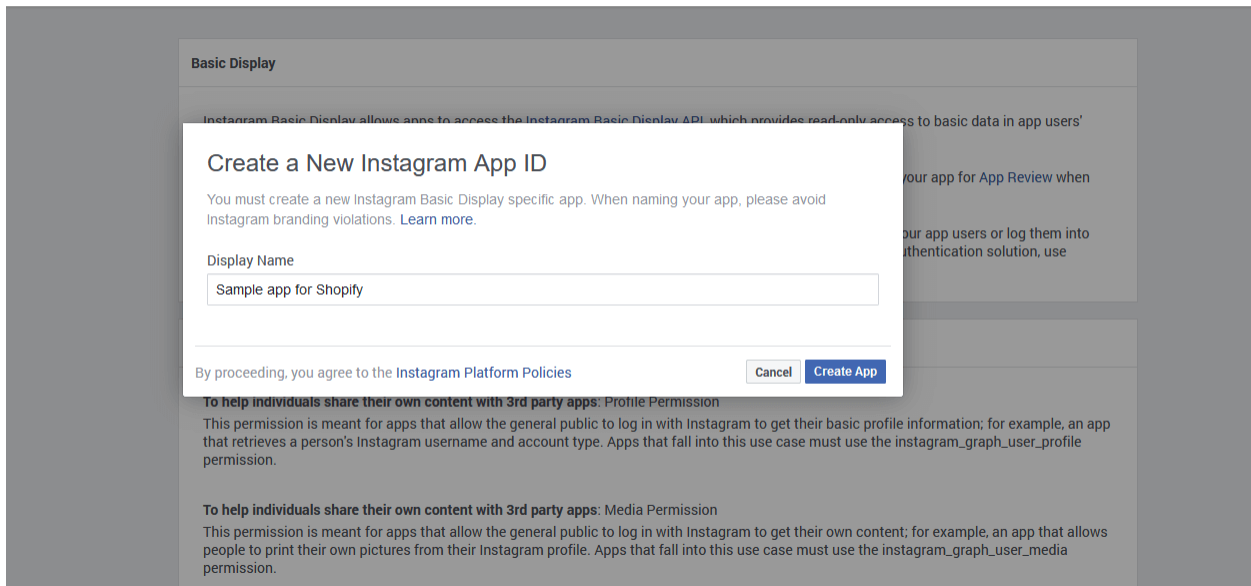 Basic Display
Instagram Basic Display allows apps to access the Instagram Basic Display API, which provides read-only access to basic data in app users'
Create a New Instagram App ID
You must create a new Instagram Basic Display specific app. When naming your app, please avoid
your app for App Review when
Instagram branding violations. Learn more.
our app users or log them into
uthentication solution, use
Display Name
Sample app for Shopify
By proceeding, you agree to the Instagram Platform Policies
Cancel
Create App
To help individuals share their own content with 3rd party apps: Profile Permission
This permission is meant for apps that allow the general public to log in with Instagram to get their basic profile information; for example, an app
that retrieves a person's Instagram username and account type. Apps that fall into this use case must use the instagram_graph_user_profile
permission.
To help individuals share their own content with 3rd party apps: Media Permission
This permission is meant for apps that allow the general public to log in with Instagram to get their own content; for example, an app that allows
people to print their own pictures from their Instagram profile. Apps that fall into this use case must use the instagram_graph_user_media
permission.